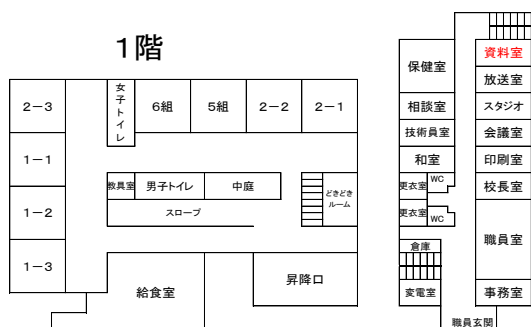 1階
2-3
女子トイレ
6組
5組
2-2
2-1
1-1
教具室
男子トイレ
中庭
どきどき
ルーム
スロープ
1-2
1-3
給食室
昇降口
保健室
資料室
放送室
相談室
スタジオ
技術員室
会議室
和室
印刷室
更衣室
WC
校長室
更衣室
WC
職員室
倉庫
変電室
事務室
職員玄関